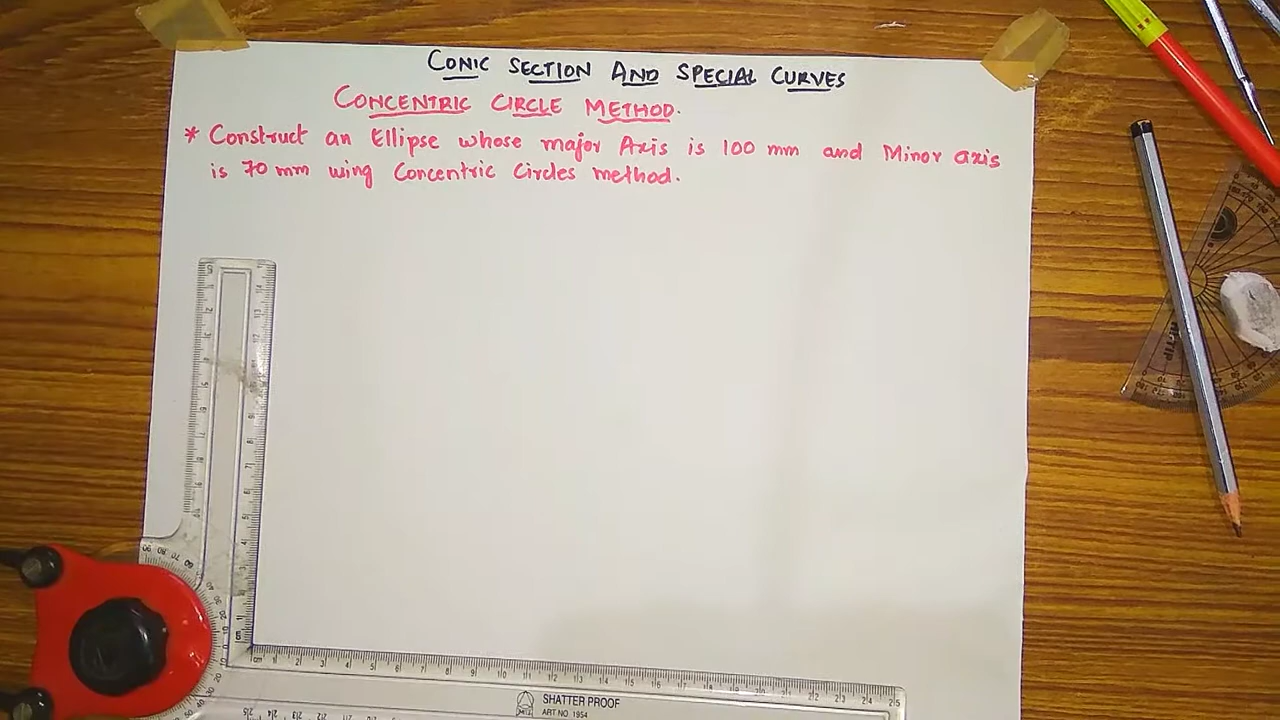 CONIC SECTION AND SPECIAL CURVES
CONCENTRIC CIRCLE METHOD.
* Construct an Ellipse whose major Axis is 100 mm and Minor axis
is 70 mm using Concentric Circles method.
SHATTER PROOF
ART NO. 1954